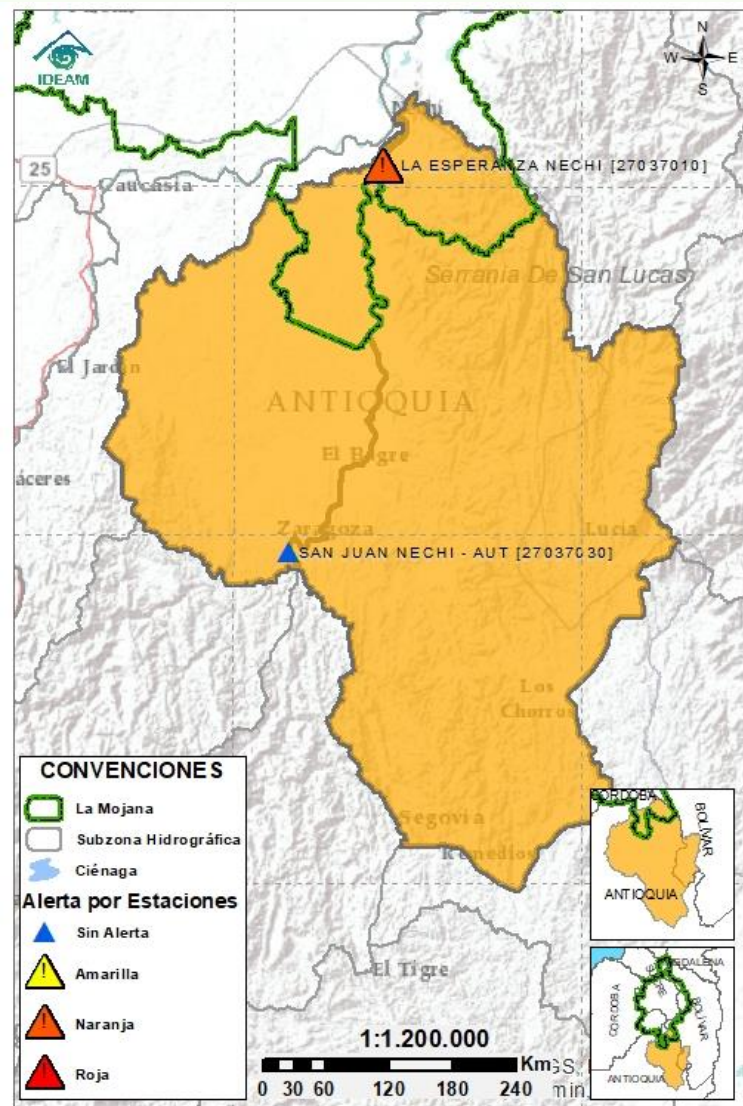 IDEAM
N
W E
S
25
Caucasia
LA ESPERANZA NECHI [27037010]
Serranía De San Lucas
El Jardín
ANTIOQUIA
El Bagre
áceres
Zaragoza
Lucia
SAN JUAN NECHI - AUT [27037030]
Los
Chorros
Segovia
Remedios
El Tigre
CONVENCIONES
La Mojana
Subzona Hidrográfica
Ciénaga
Alerta por Estaciones
Sin Alerta
Amarilla
Naranja
Roja
1:1.200.000
Km
0 30 60 120 180 240
CORDOBA
BOLÍVAR
ANTIOQUIA
CORDOBA
BOLÍVAR
ANTIOQUIA